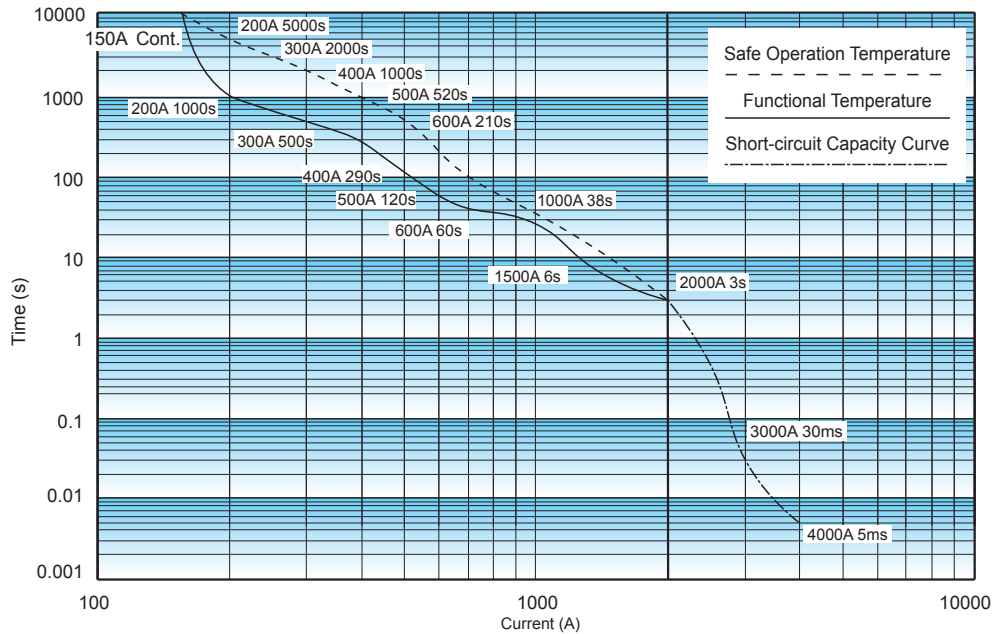 10000
1000
100
10
1
0.1
0.01
0.001
Time (s)
100
1000
10000
Current (A)
150A Cont.
200A 5000s
300A 2000s
400A 1000s
500A 520s
600A 210s
200A 1000s
300A 500s
400A 290s
500A 120s
600A 60s
1000A 38s
1500A 6s
2000A 3s
3000A 30ms
4000A 5ms
Safe Operation Temperature
Functional Temperature
Short-circuit Capacity Curve